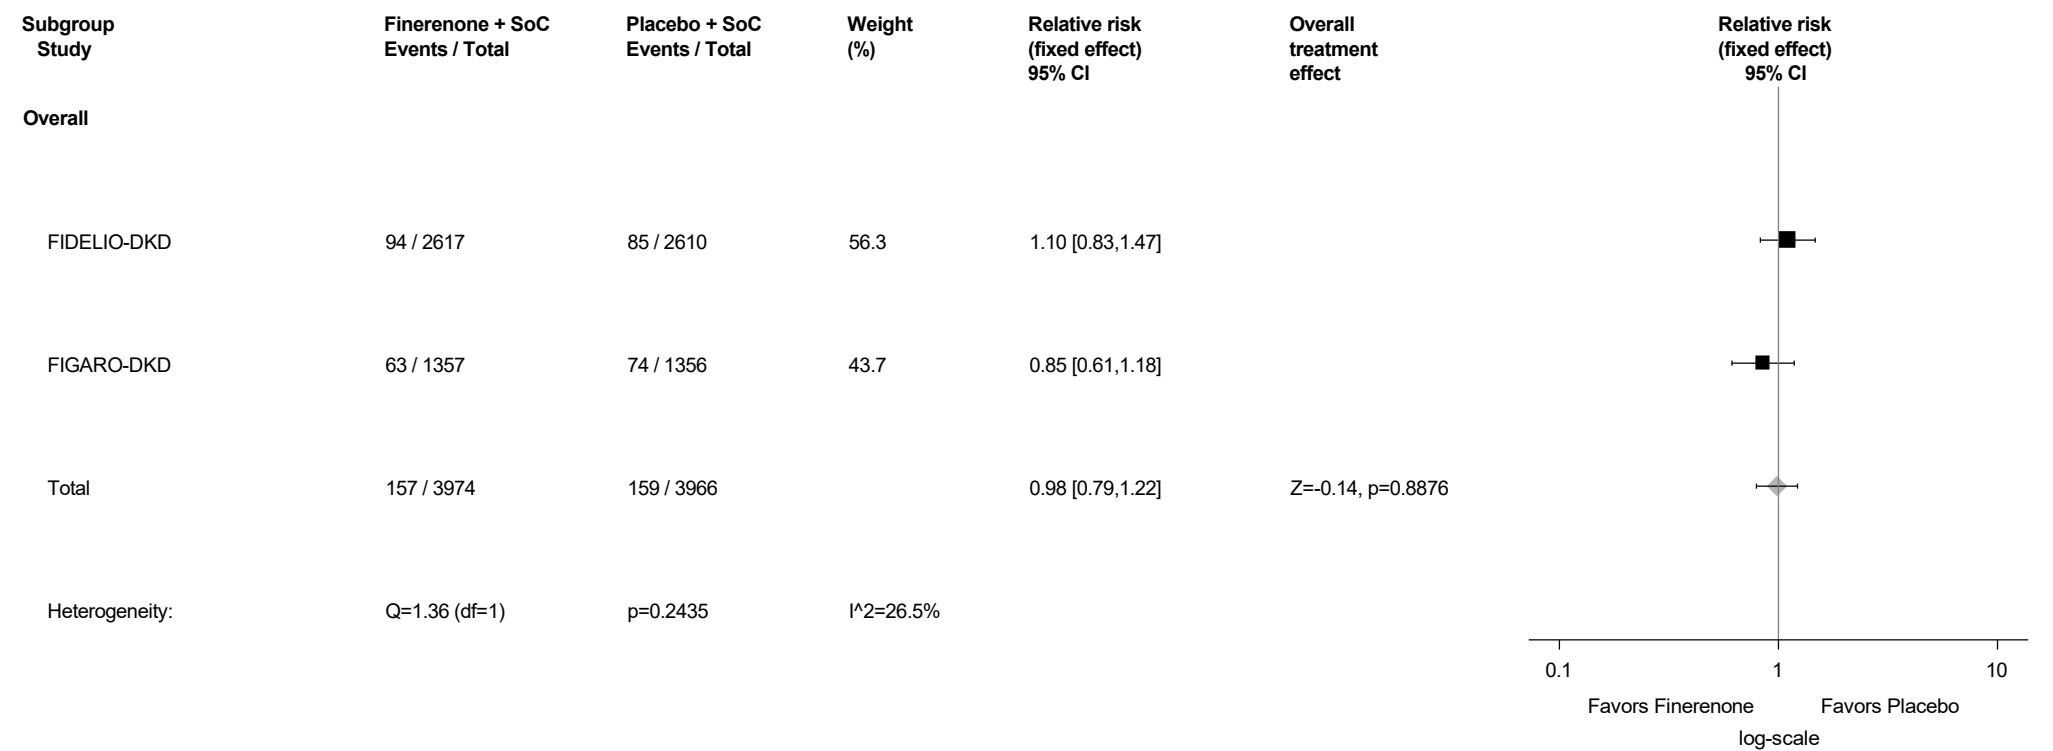 Subgroup Finerenone + SoC Placebo + SoC Weight Relative risk Overall Relative risk
Study Events / Total Events / Total (%) (fixed effect) treatment (fixed effect)
95% CI effect 95% CI
Overall
FIDELIO-DKD 94 / 2617 85 / 2610 56.3 1.10 [0.83,1.47]
FIGARO-DKD 63 / 1357 74 / 1356 43.7 0.85 [0.61,1.18]
Total 157 / 3974 159 / 3966 0.98 [0.79,1.22] Z=-0.14, p=0.8876
Heterogeneity: Q=1.36 (df=1) p=0.2435 I^2=26.5%
0.1 1 10
Favors Finerenone Favors Placebo
log-scale